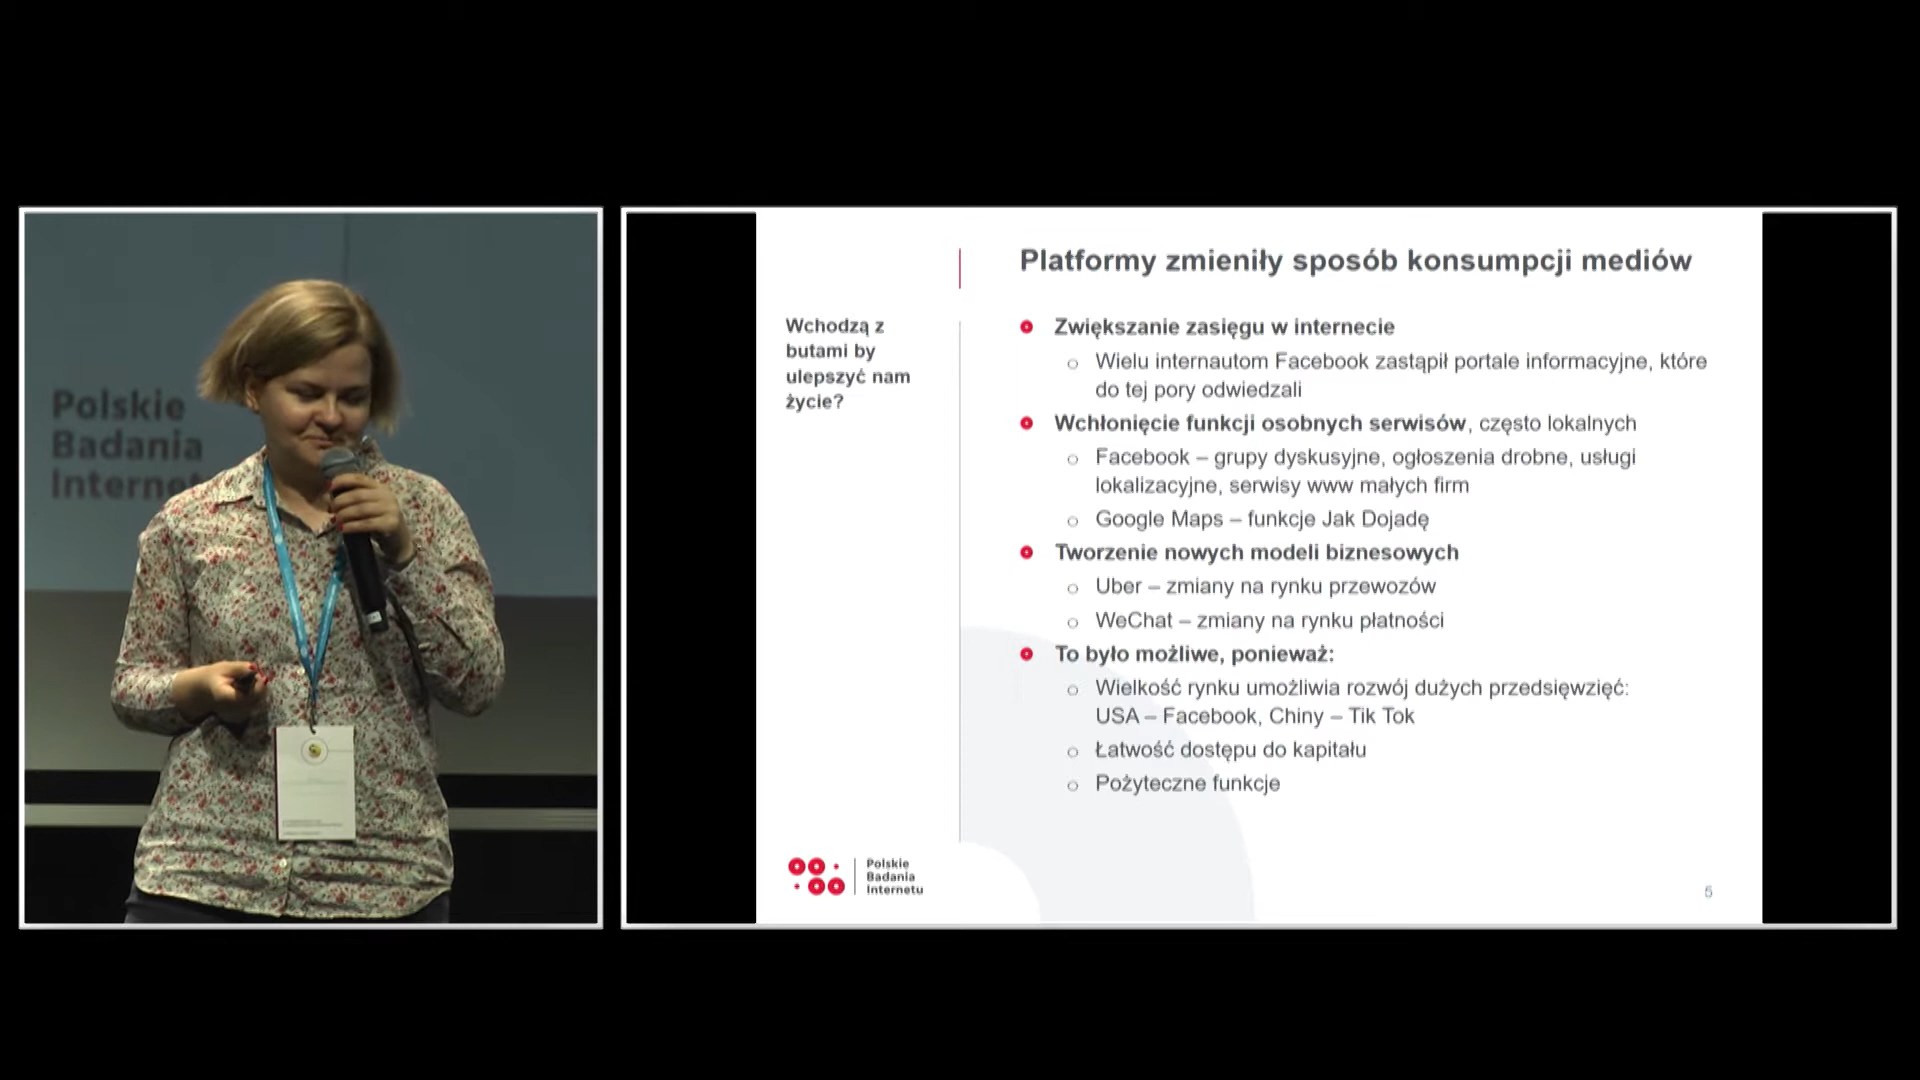 Polskie
Badania
Internet
Platformy zmieniły sposób konsumpcji mediów
Wchodzą z
butami by
ulepszyć nam
życie?
Zwiększanie zasięgu w internecie
Wielu internautom Facebook zastąpił portale informacyjne, które
do tej pory odwiedzali
Wchłonięcie funkcji osobnych serwisów, często lokalnych
Facebook – grupy dyskusyjne, ogłoszenia drobne, usługi
lokalizacyjne, serwisy www małych firm
Google Maps – funkcje Jak Dojadę
Tworzenie nowych modeli biznesowych
Uber – zmiany na rynku przewozów
WeChat – zmiany na rynku płatności
To było możliwe, ponieważ:
Wielkość rynku umożliwia rozwój dużych przedsięwzięć:
USA – Facebook, Chiny – Tik Tok
Łatwość dostępu do kapitału
Pożyteczne funkcje
Polskie
Badania
Internetu